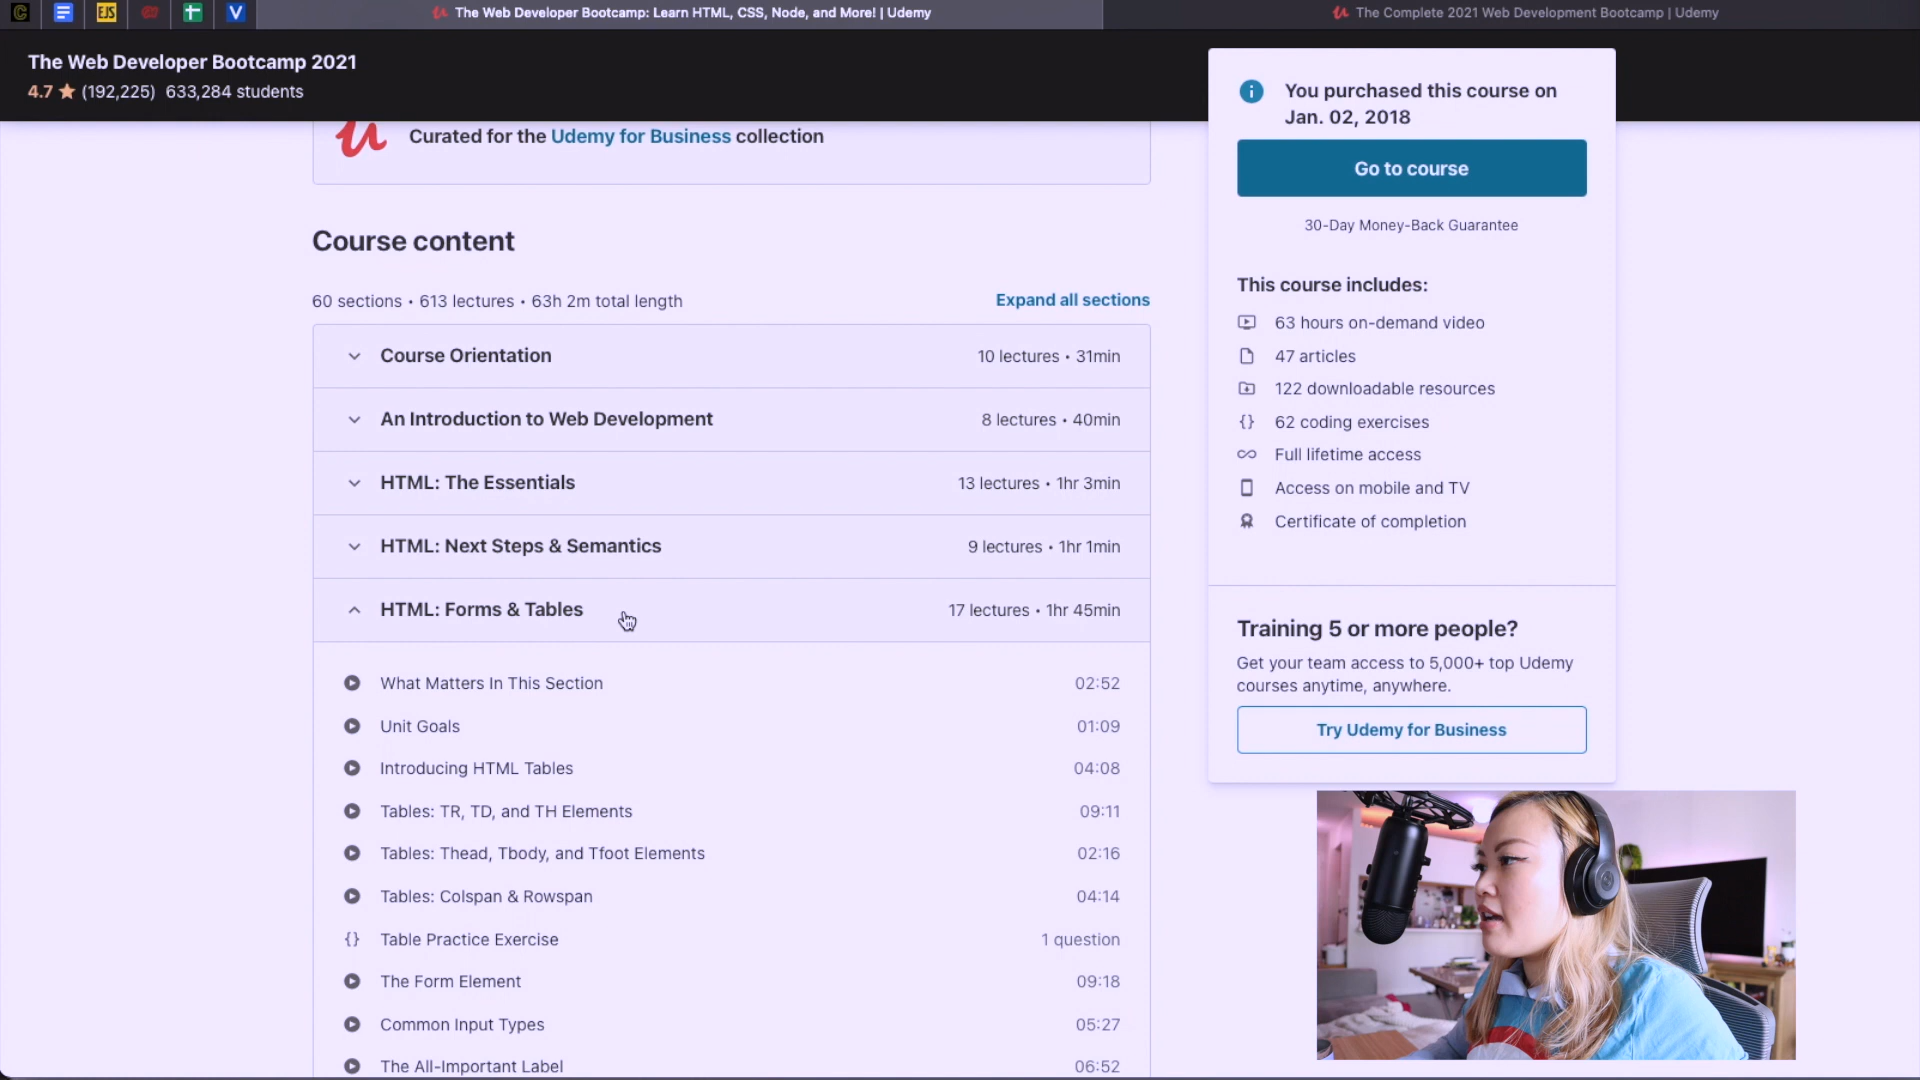 The Web Developer Bootcamp: Learn HTML, CSS, Node, and More! | Udemy
The Complete 2021 Web Development Bootcamp | Udemy
C
EJS
V
The Web Developer Bootcamp 2021
4.7 ★ (192,225) 633,284 students
Curated for the Udemy for Business collection
Course content
60 sections • 613 lectures • 63h 2m total length
Expand all sections
Course Orientation 10 lectures • 31min
An Introduction to Web Development 8 lectures • 40min
HTML: The Essentials 13 lectures • 1hr 3min
HTML: Next Steps & Semantics 9 lectures • 1hr 1min
HTML: Forms & Tables 17 lectures • 1hr 45min
What Matters In This Section 02:52
Unit Goals 01:09
Introducing HTML Tables 04:08
Tables: TR, TD, and TH Elements 09:11
Tables: Thead, Tbody, and Tfoot Elements 02:16
Tables: Colspan & Rowspan 04:14
{} Table Practice Exercise 1 question
The Form Element 09:18
Common Input Types 05:27
The All-Important Label 06:52
You purchased this course on
Jan. 02, 2018
Go to course
30-Day Money-Back Guarantee
This course includes:
63 hours on-demand video
47 articles
122 downloadable resources
{} 62 coding exercises
Full lifetime access
Access on mobile and TV
Certificate of completion
Training 5 or more people?
Get your team access to 5,000+ top Udemy
courses anytime, anywhere.
Try Udemy for Business